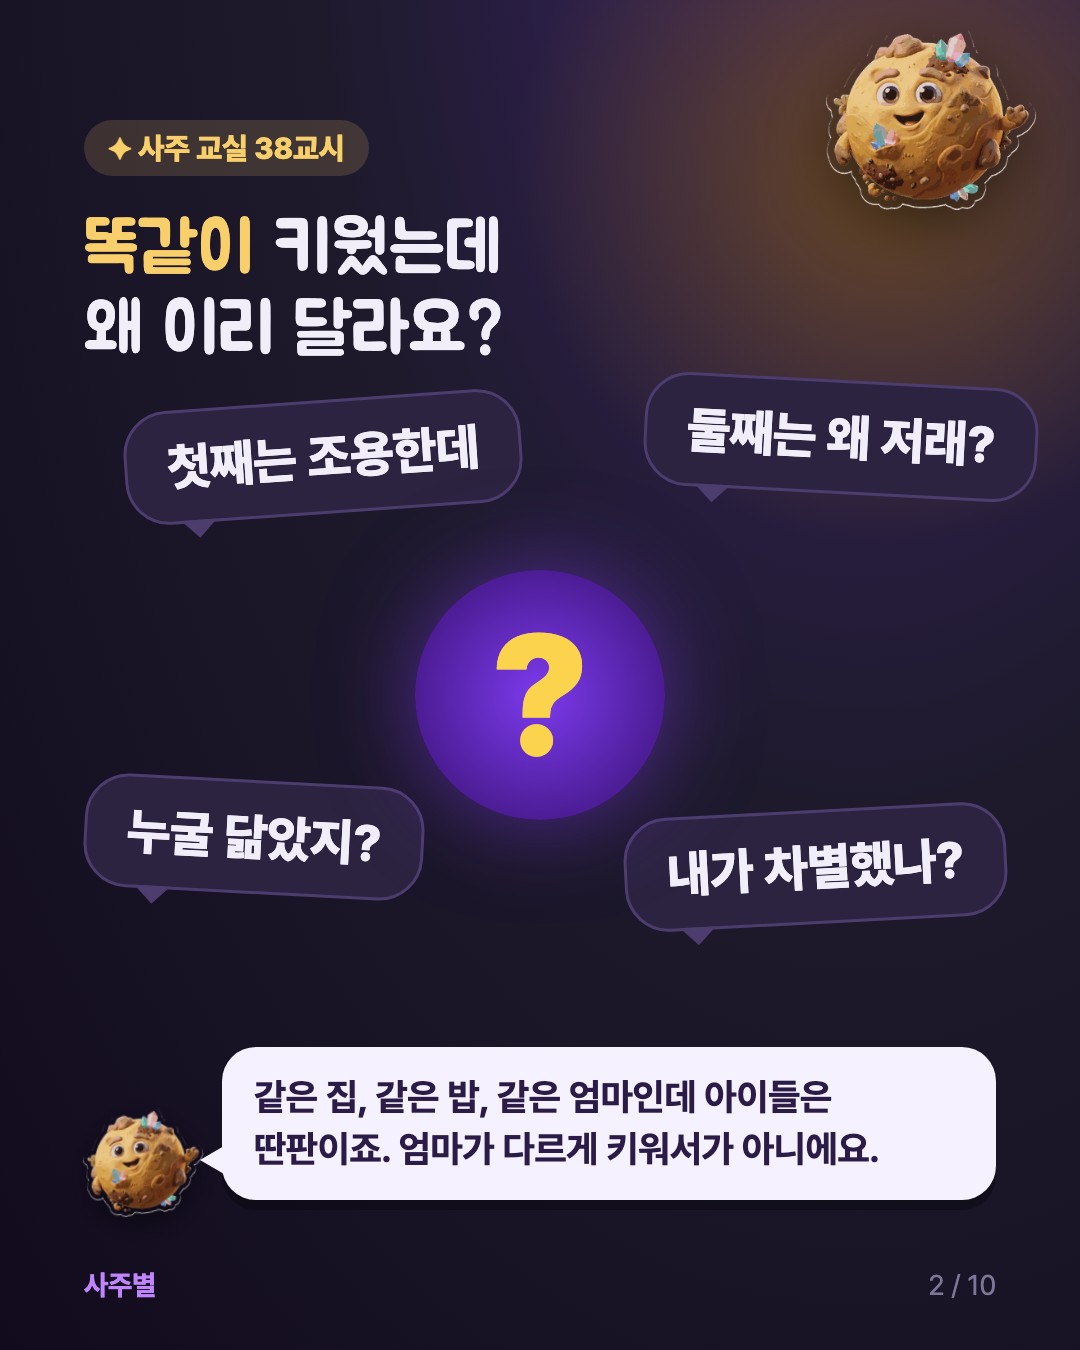 ✦ 사주 교실 38교시
똑같이 키웠는데
왜 이리 달라요?
첫째는 조용한데
둘째는 왜 저래?
?
누굴 닮았지?
내가 차별했나?
같은 집, 같은 밥, 같은 엄마인데 아이들은
딴판이죠. 엄마가 다르게 키워서가 아니에요.
사주별
2 / 10